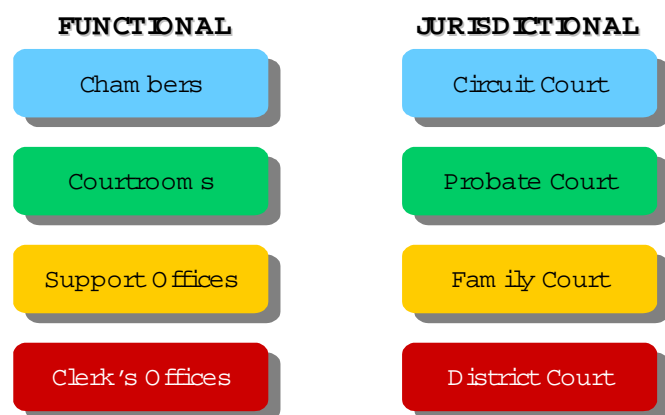 FUNCTIONAL
Chambers
Courtrooms
Support Offices
Clerk’s Offices
JURISDICTIONAL
Circuit Court
Probate Court
Family Court
District Court